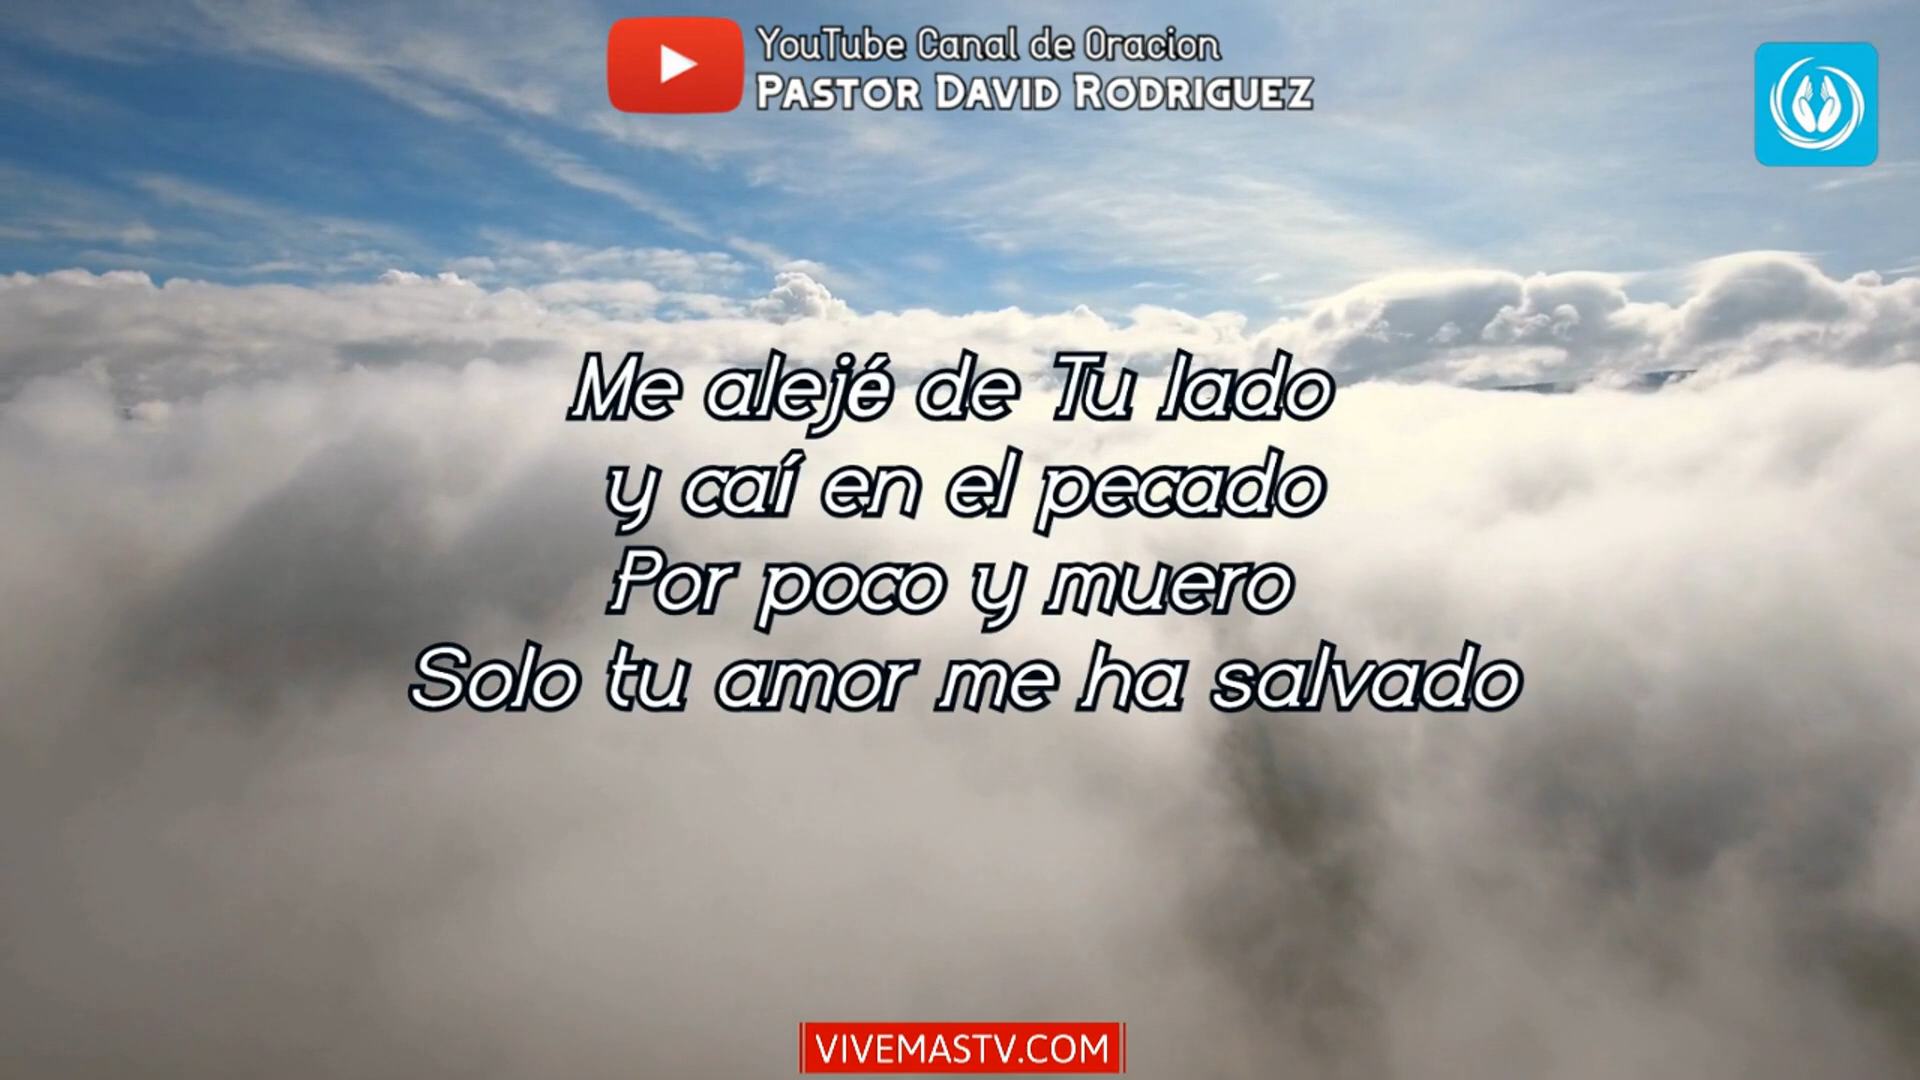 YouTube Canal de Oracion
PASTOR DAVID RODRIGUEZ
Me alejé de Tu lado
y caí en el pecado
Por poco y muero
Solo tu amor me ha salvado
VIVEMASTV.COM